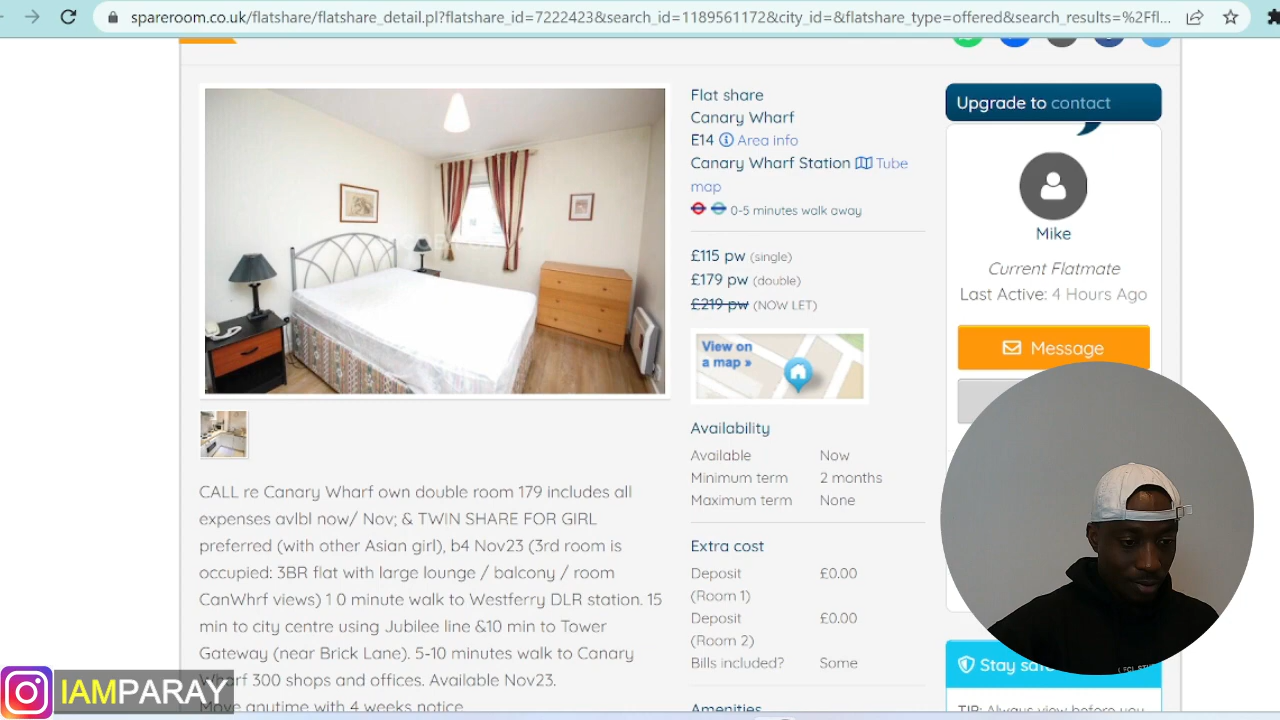 spareroom.co.uk/flatshare/flatshare_detail.pl?flatshare_id=7222423&search_id=1189561172&city_id=&flatshare_type=offered&search_results=%2Ffl...
Flat share
Canary Wharf
E14 Area info
Canary Wharf Station Tube
map
0-5 minutes walk away
£115 pw (single)
£179 pw (double)
£219 pw (NOW LET)
View on
a map »
Availability
Available Now
Minimum term 2 months
Maximum term None
Extra cost
Deposit £0.00
(Room 1)
Deposit £0.00
(Room 2)
Bills included? Some
Amenities
Upgrade to contact
Mike
Current Flatmate
Last Active: 4 Hours Ago
Message
Stay safe
TIP: Always view before you
CALL re Canary Wharf own double room 179 includes all
expenses avlbl now/ Nov; & TWIN SHARE FOR GIRL
preferred (with other Asian girl), b4 Nov23 (3rd room is
occupied: 3BR flat with large lounge / balcony / room
CanWhrf views) 1 0 minute walk to Westferry DLR station. 15
min to city centre using Jubilee line &10 min to Tower
Gateway (near Brick Lane). 5-10 minutes walk to Canary
Wharf 300 shops and offices. Available Nov23.
Move anytime with 4 weeks notice
IAMPARAY